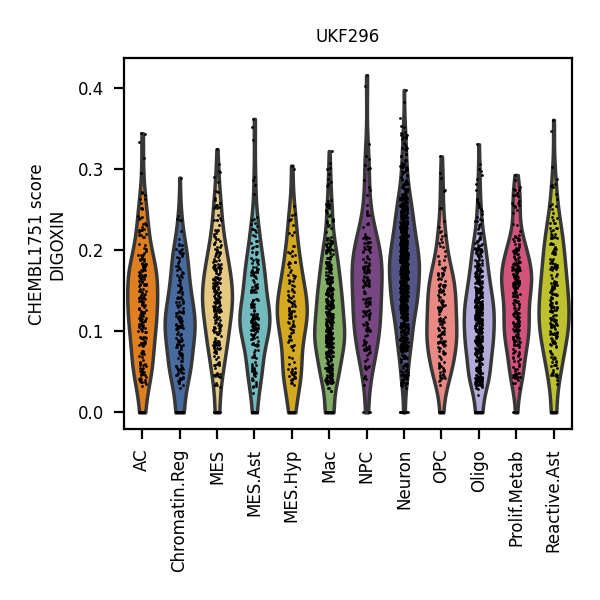 UKF296
CHEMBL1751 score
DIGOXIN
0.4
0.3
0.2
0.1
0.0
AC
Chromatin.Reg
MES
MES.Ast
MES.Hyp
Mac
NPC
Neuron
OPC
Oligo
Prolif.Metab
Reactive.Ast